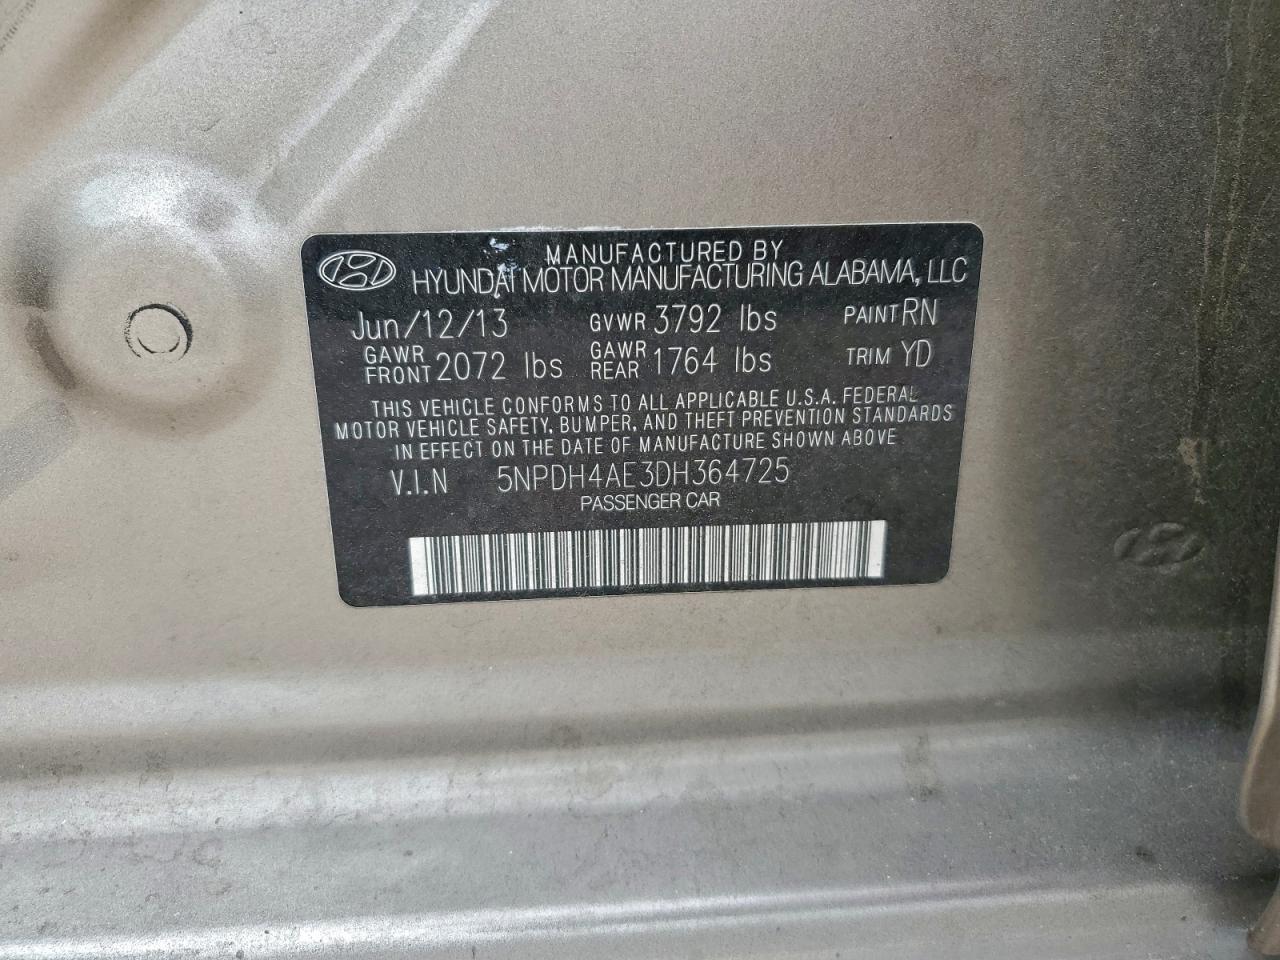 MANUFACTURED BY
HYUNDAI MOTOR MANUFACTURING ALABAMA, LLC
Jun/12/13 GVWR 3792 lbs PAINT RN
GAWR FRONT 2072 lbs GAWR REAR 1764 lbs TRIM YD
THIS VEHICLE CONFORMS TO ALL APPLICABLE U.S.A. FEDERAL
MOTOR VEHICLE SAFETY, BUMPER, AND THEFT PREVENTION STANDARDS
IN EFFECT ON THE DATE OF MANUFACTURE SHOWN ABOVE
V.I.N 5NPDH4AE3DH364725
PASSENGER CAR